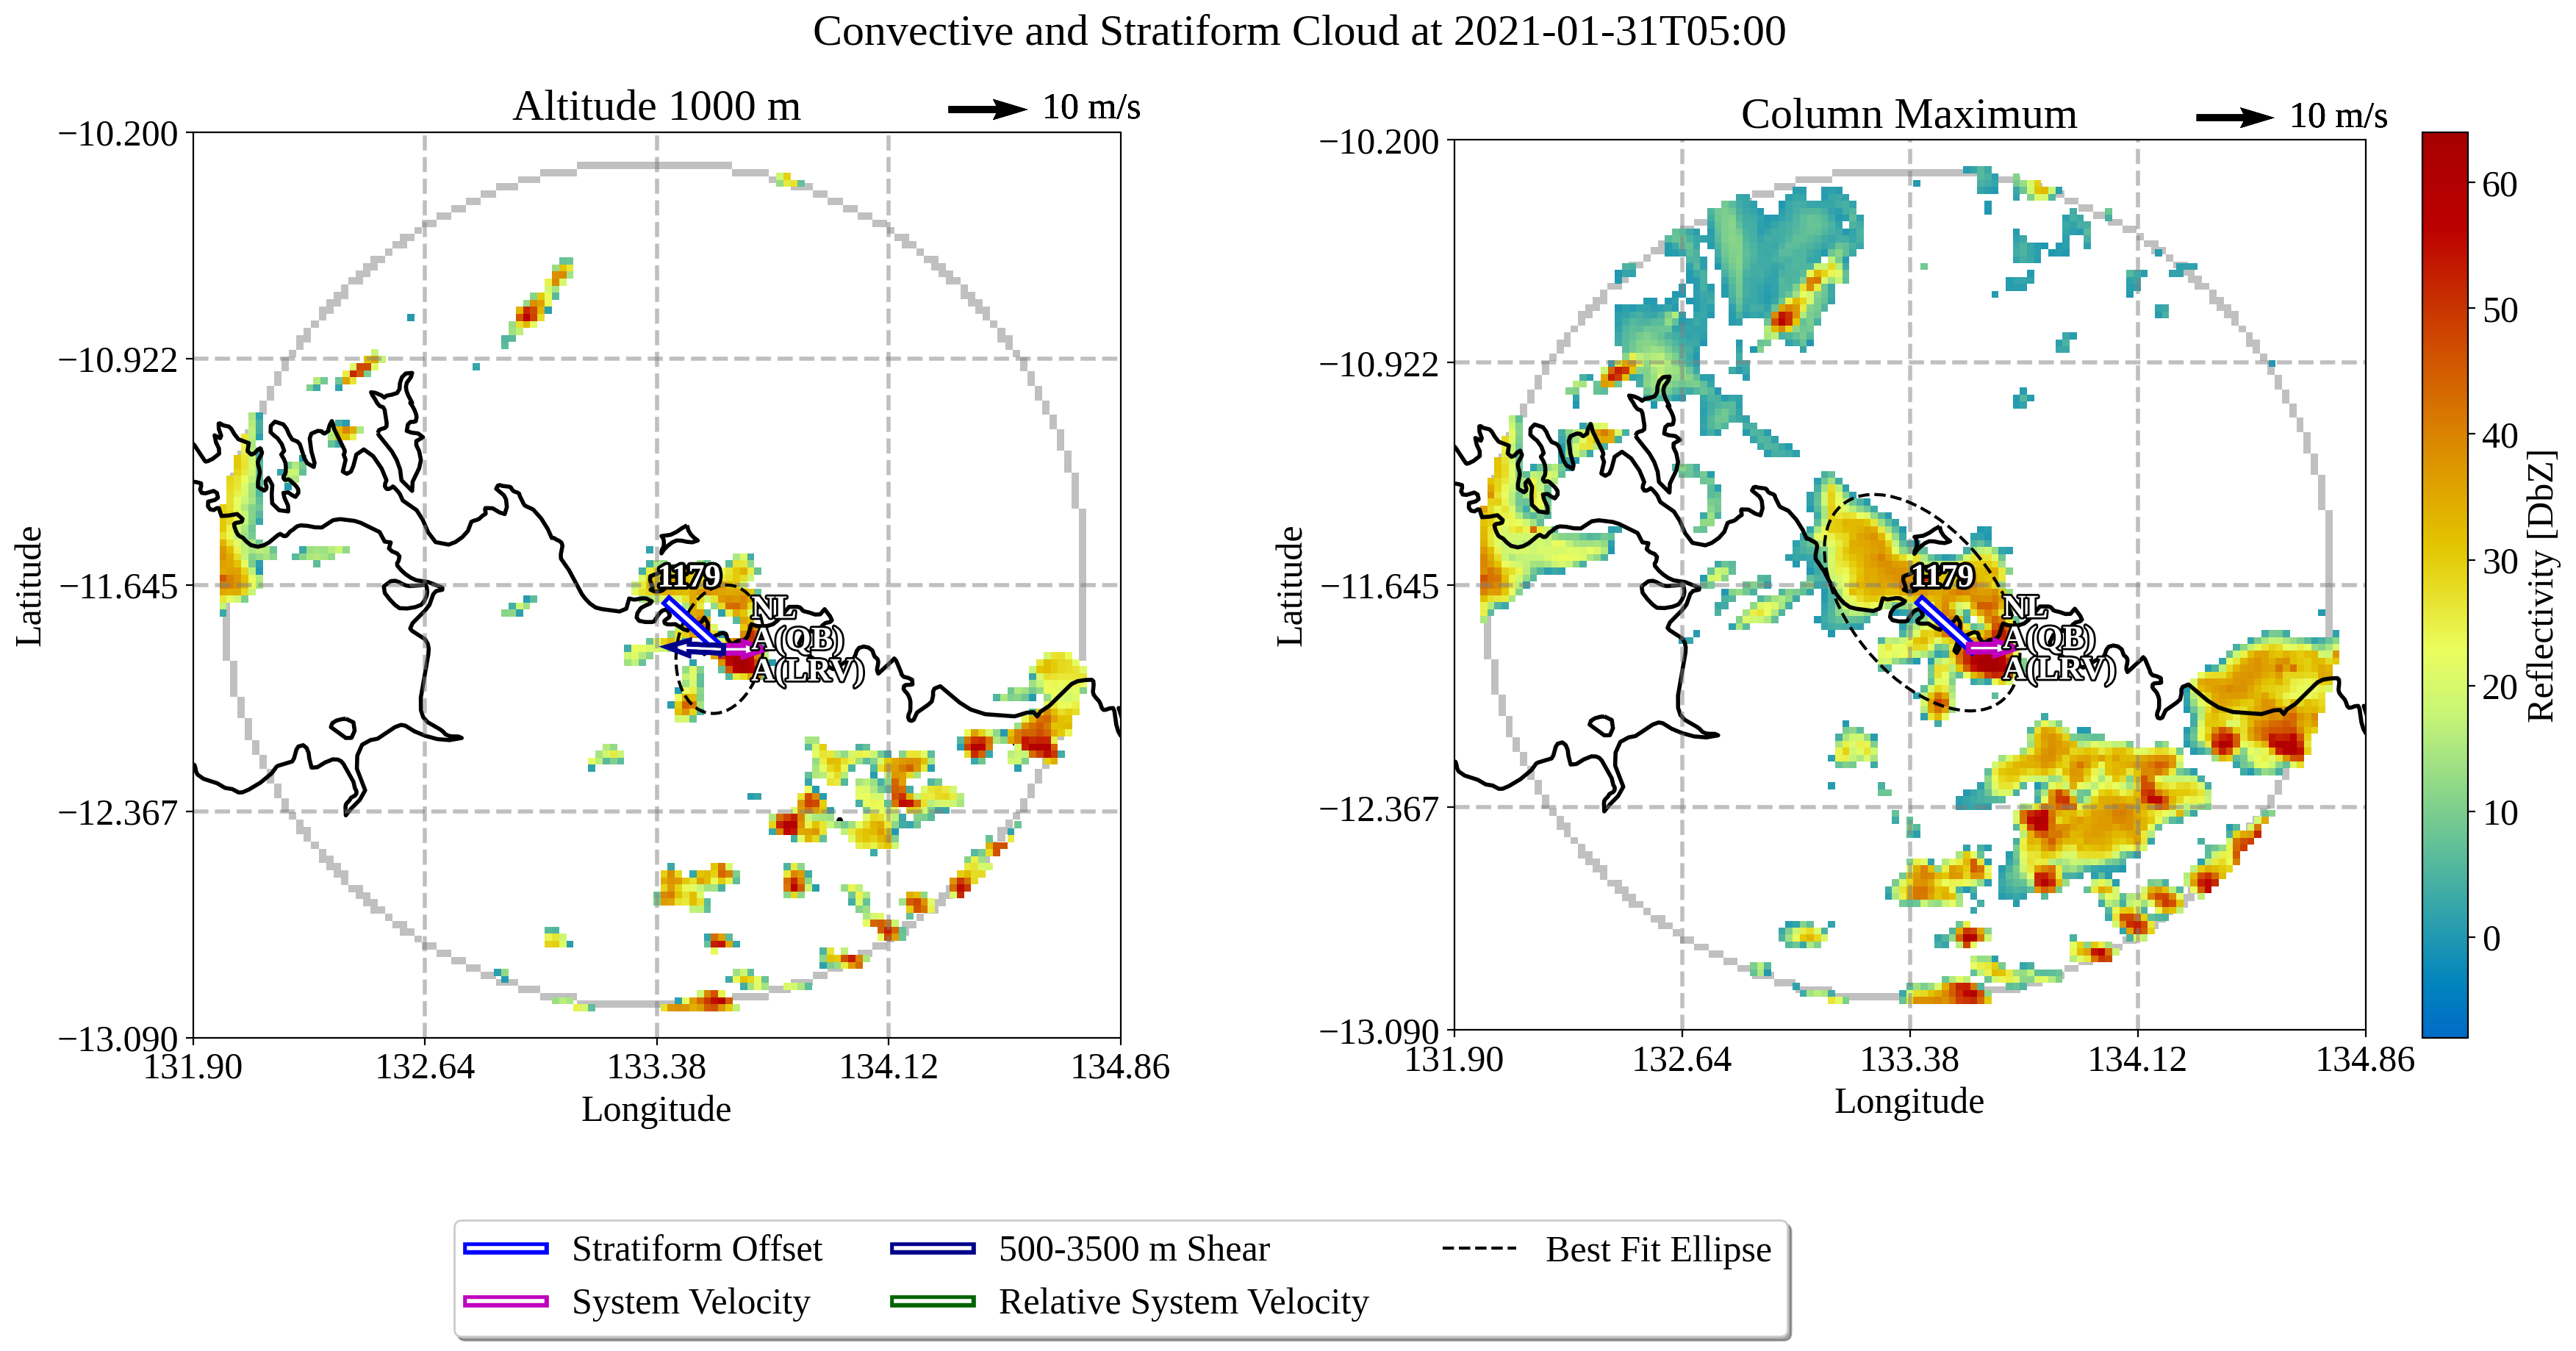 Convective and Stratiform Cloud at 2021-01-31T05:00
Altitude 1000 m
10 m/s
−10.200
−10.922
−11.645
−12.367
−13.090
131.90
132.64
133.38
134.12
134.86
Latitude
Longitude
1179
NL
A(QB)
A(LRV)
Column Maximum
10 m/s
−10.200
−10.922
−11.645
−12.367
−13.090
131.90
132.64
133.38
134.12
134.86
Latitude
Longitude
1179
NL
A(QB)
A(LRV)
60
50
40
30
20
10
0
Reflectivity [DbZ]
Stratiform Offset
System Velocity
500-3500 m Shear
Relative System Velocity
Best Fit Ellipse